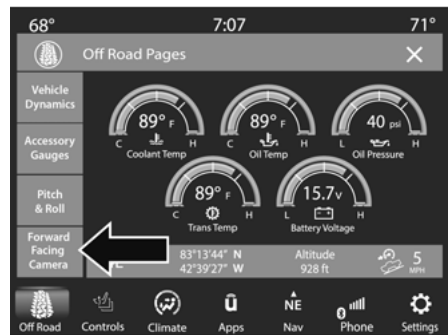 68° 7:07 71°
Off Road Pages
Vehicle
Dynamics
Accessory
Gauges
Pitch
& Roll
Forward
Facing
Camera
89° F
C H
Coolant Temp
89° F
C H
Oil Temp
40 psi
L H
Oil Pressure
89° F
C H
Trans Temp
15.7 v
L H
Battery Voltage
83°13'44" N
42°39'27" W
Altitude
928 ft
5
MPH
Off Road Controls Climate Apps NE Nav Phone Settings